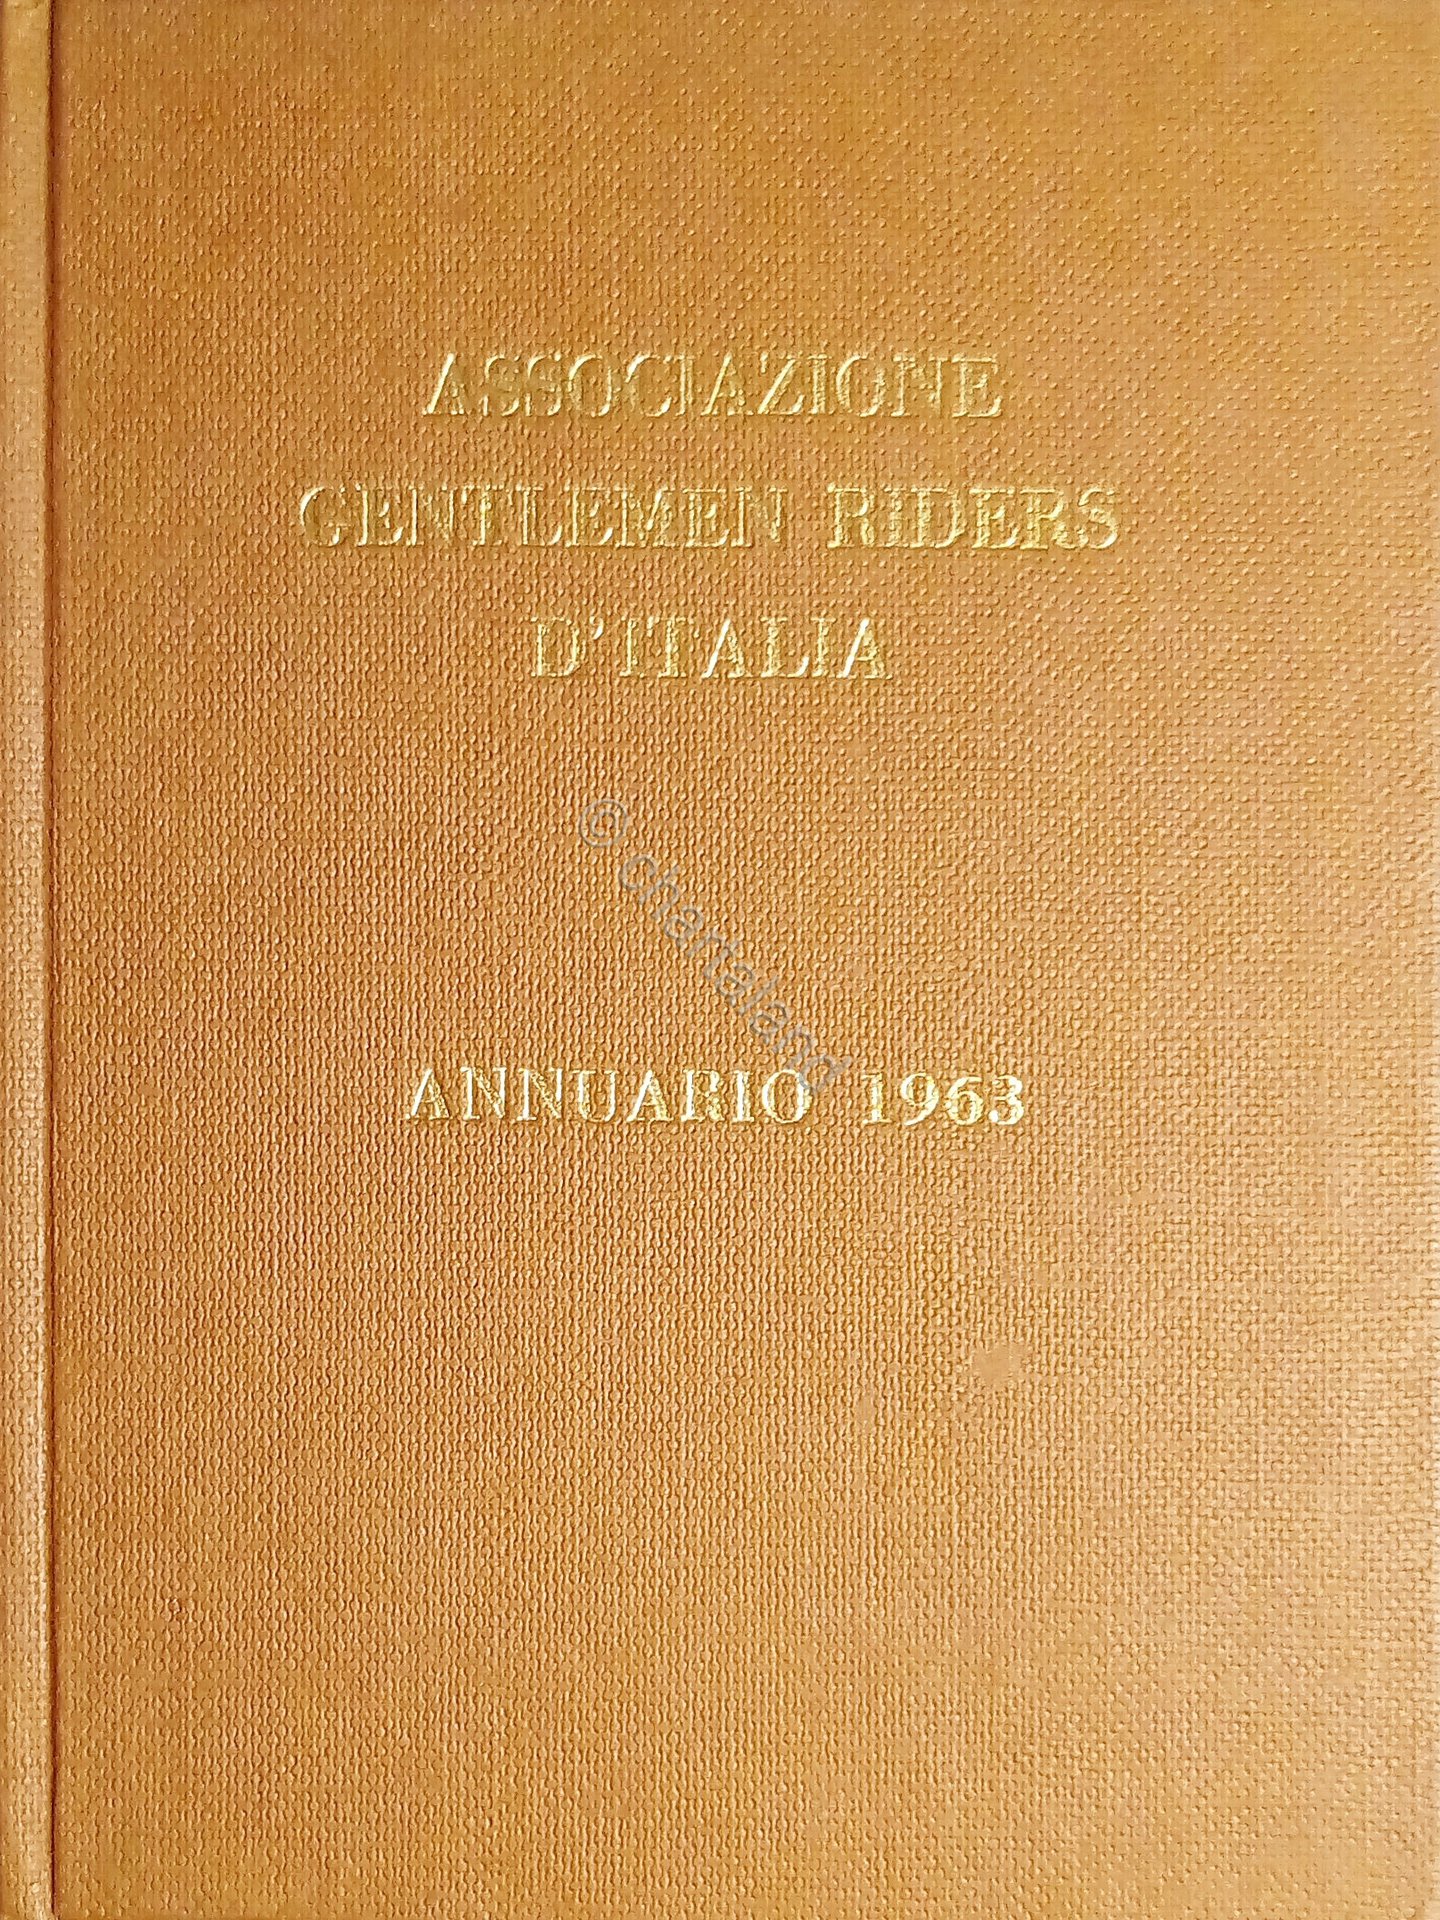 ASSOCIAZIONE
GENTLEMEN RIDERS
D'ITALIA
© chartaland
ANNUARIO 1963